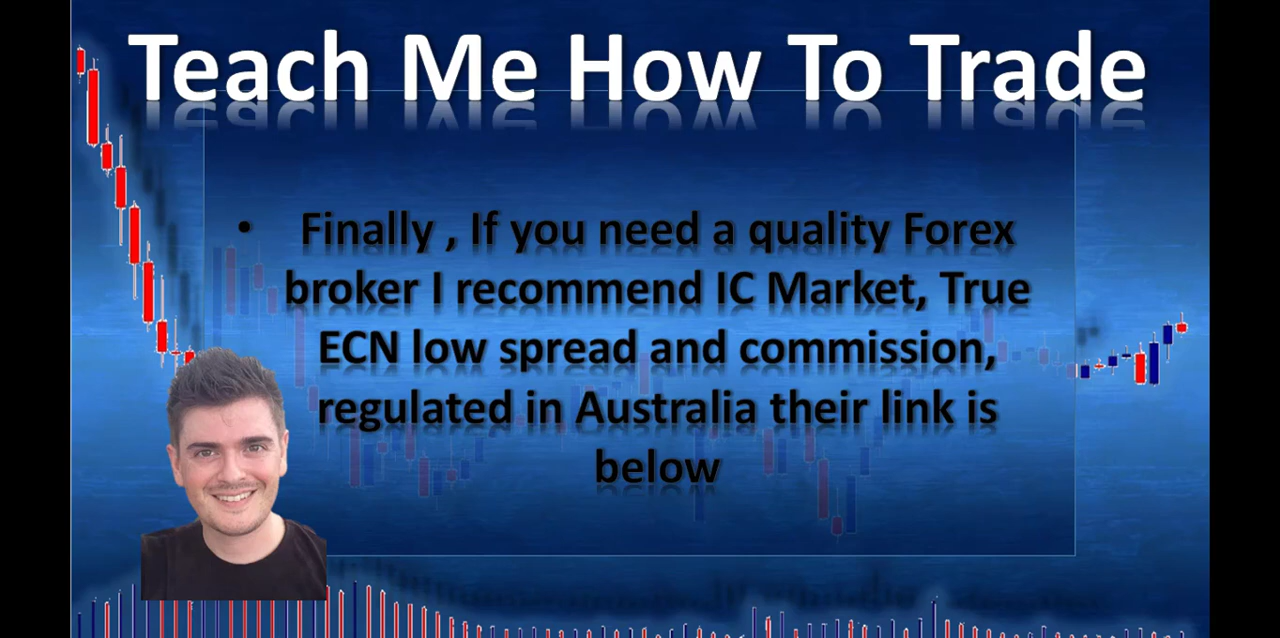 Teach Me How To Trade
• Finally , If you need a quality Forex
broker I recommend IC Market, True
ECN low spread and commission,
regulated in Australia their link is
below